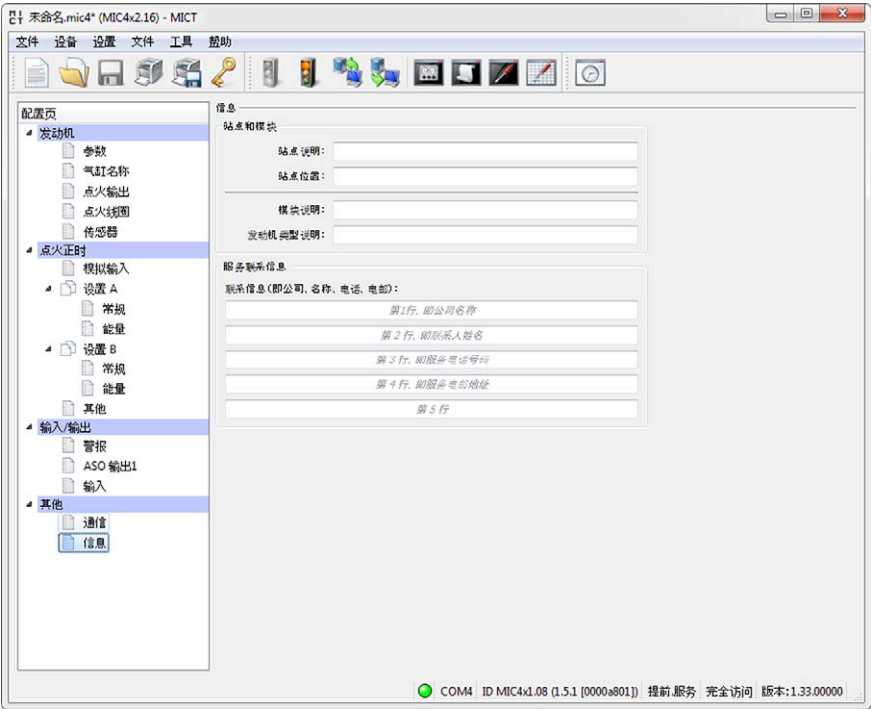 未命名.mic4* (MIC4x2.16) - MICT
文件 设备 设置 文件 工具 帮助
配置页
发动机
参数
气缸名称
点火输出
点火线圈
传感器
点火正时
模拟输入
设置 A
常规
能量
设置 B
常规
能量
其他
输入/输出
警报
ASO 输出1
输入
其他
通信
信息
信息
站点和模块
站点说明:
站点位置:
模块说明:
发动机类型说明:
服务联系信息
联系信息(即公司、名称、电话、电邮):
第1行, 即公司名称
第 2 行, 即联系人姓名
第 3 行, 即服务电话号码
第 4 行, 即服务电邮地址
第 5 行
COM4 ID MIC4x1.08 (1.5.1 [0000a801]) 提前.服务 完全访问 版本:1.33.00000